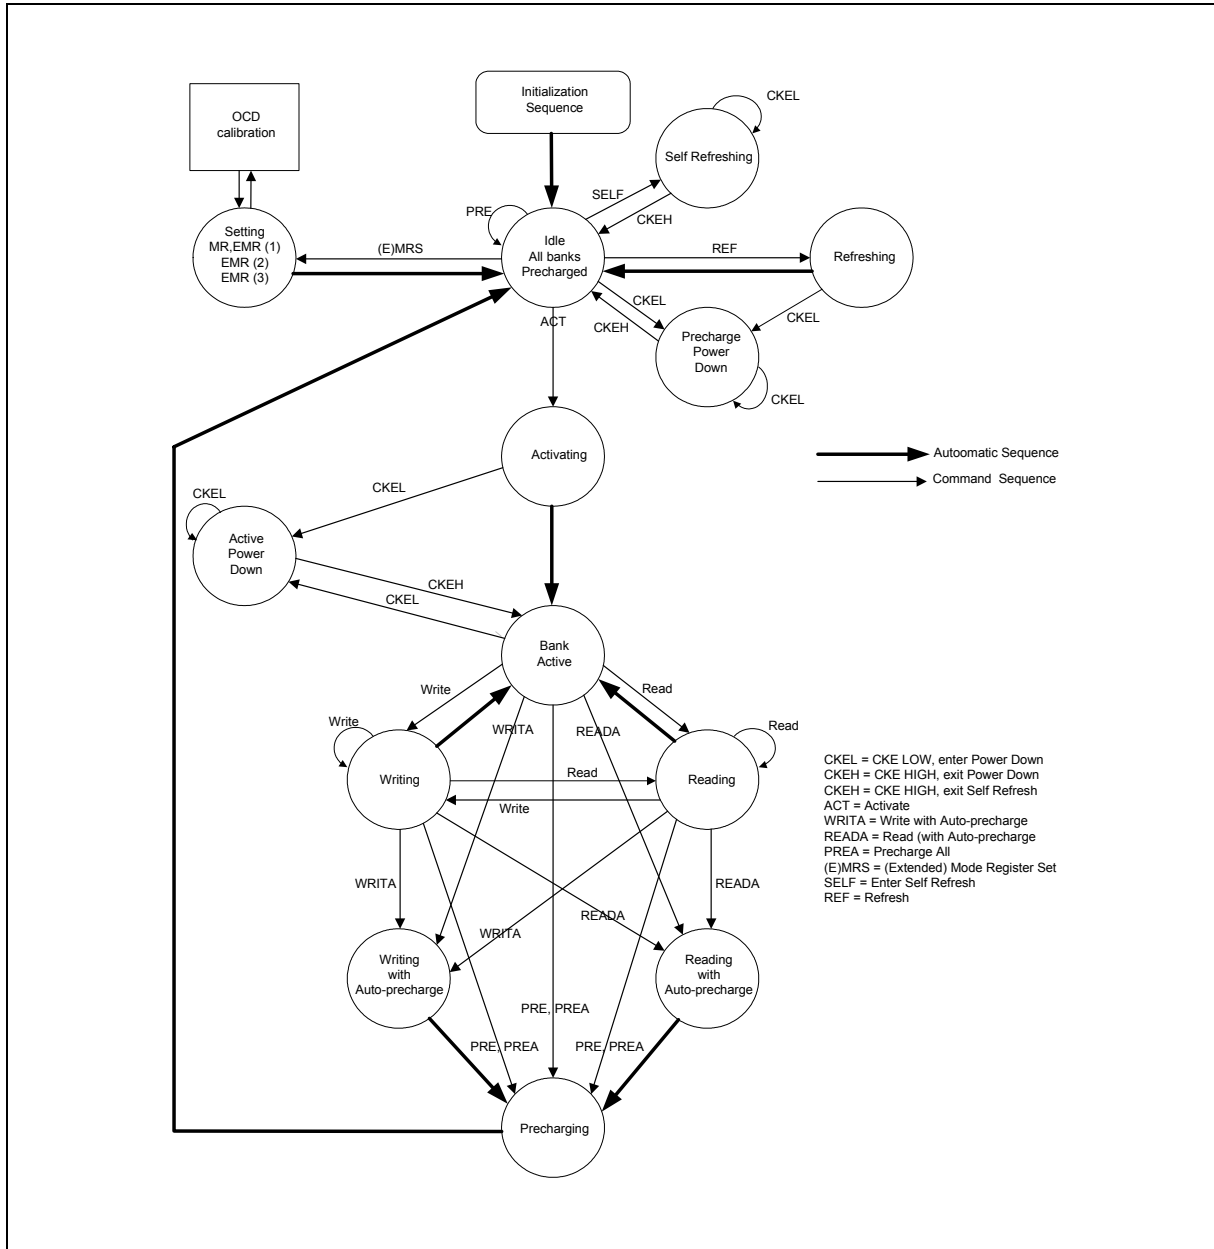 Initialization
Sequence
CKEL
OCD
calibration
Self Refreshing
SELF
PRE
CKEH
Setting
MR,EMR (1)
EMR (2)
EMR (3)
(E)MRS
Idle
All banks
Precharged
REF
Refreshing
CKEL
CKEH
CKEL
ACT
Precharge
Power
Down
CKEL
Activating
Autoomatic Sequence
Command Sequence
CKEL
CKEL
Active
Power
Down
CKEH
CKEL
Bank
Active
Write
Read
Write
WRITA
READA
Read
Writing
Read
Reading
Write
CKEL = CKE LOW, enter Power Down
CKEH = CKE HIGH, exit Power Down
CKEH = CKE HIGH, exit Self Refresh
ACT = Activate
WRITA = Write with Auto-precharge
READA = Read (with Auto-precharge
PREA = Precharge All
(E)MRS = (Extended) Mode Register Set
SELF = Enter Self Refresh
REF = Refresh
WRITA
READA
WRITA
READA
Writing
with
Auto-precharge
Reading
with
Auto-precharge
PRE, PREA
PRE, PREA
PRE, PREA
Precharging